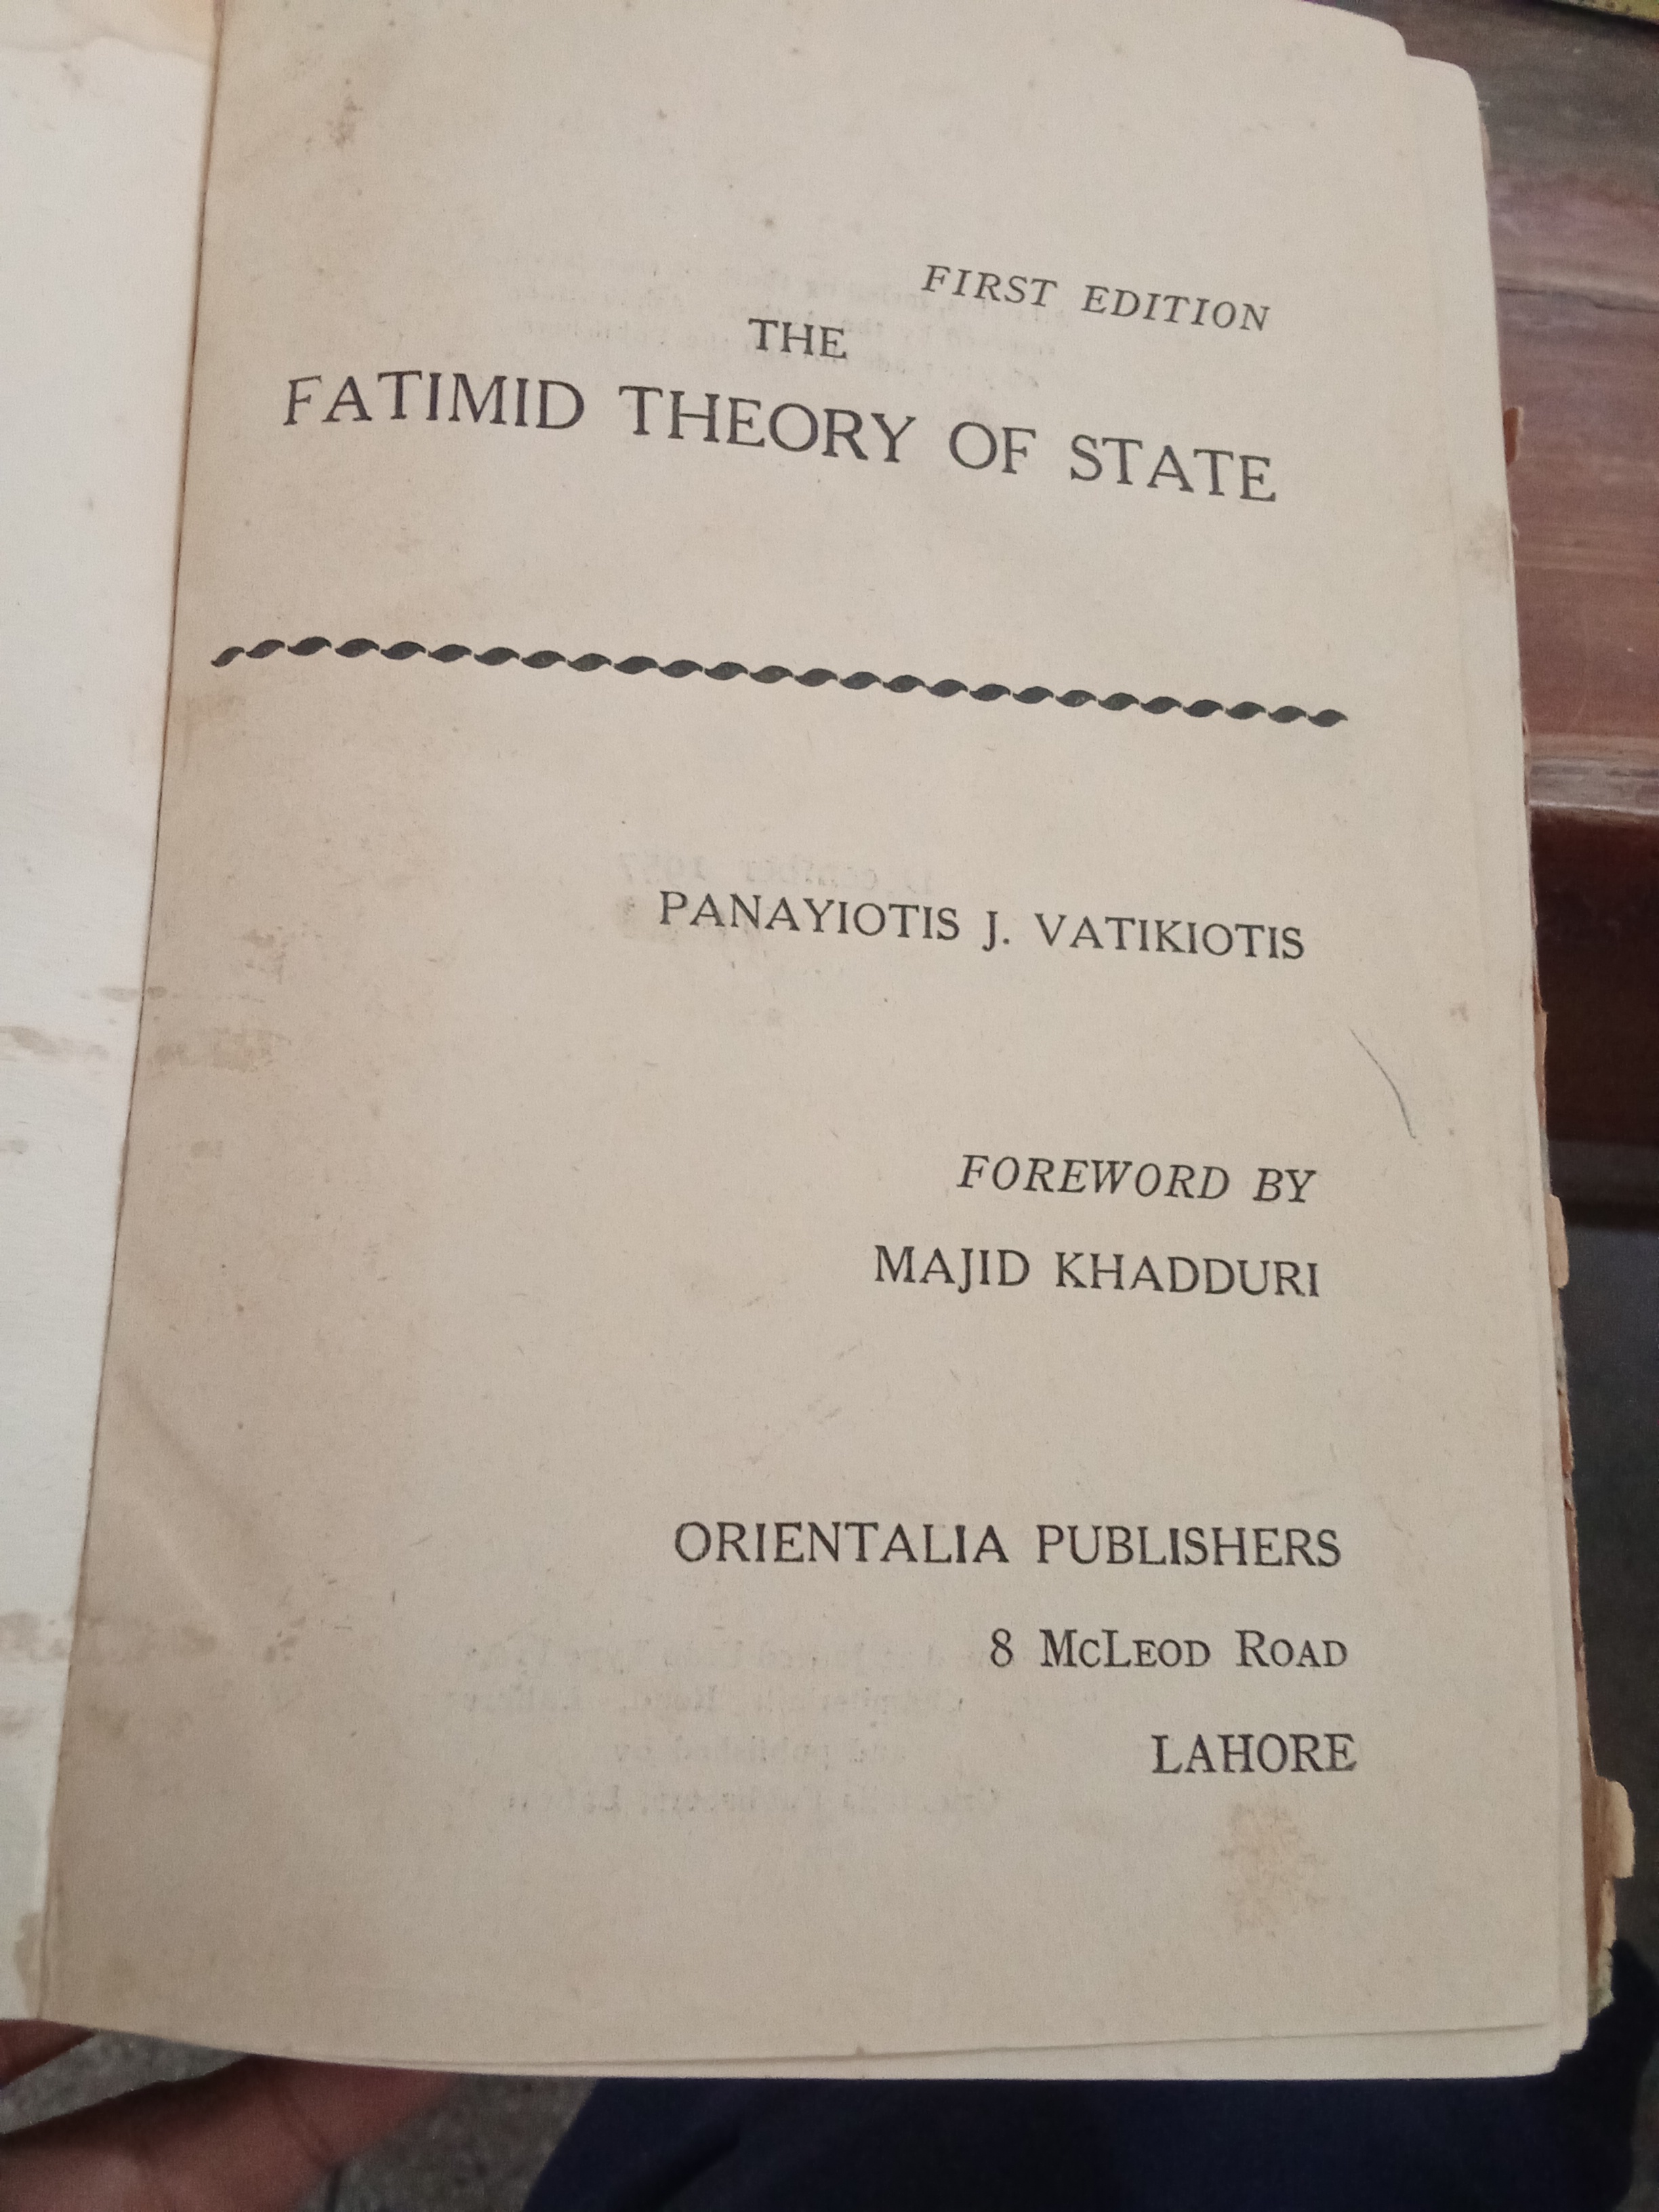 FIRST EDITION
THE
FATIMID THEORY OF STATE
PANAYIOTIS J. VATIKIOTIS
FOREWORD BY
MAJID KHADDURI
ORIENTALIA PUBLISHERS
8 McLeod Road
LAHORE